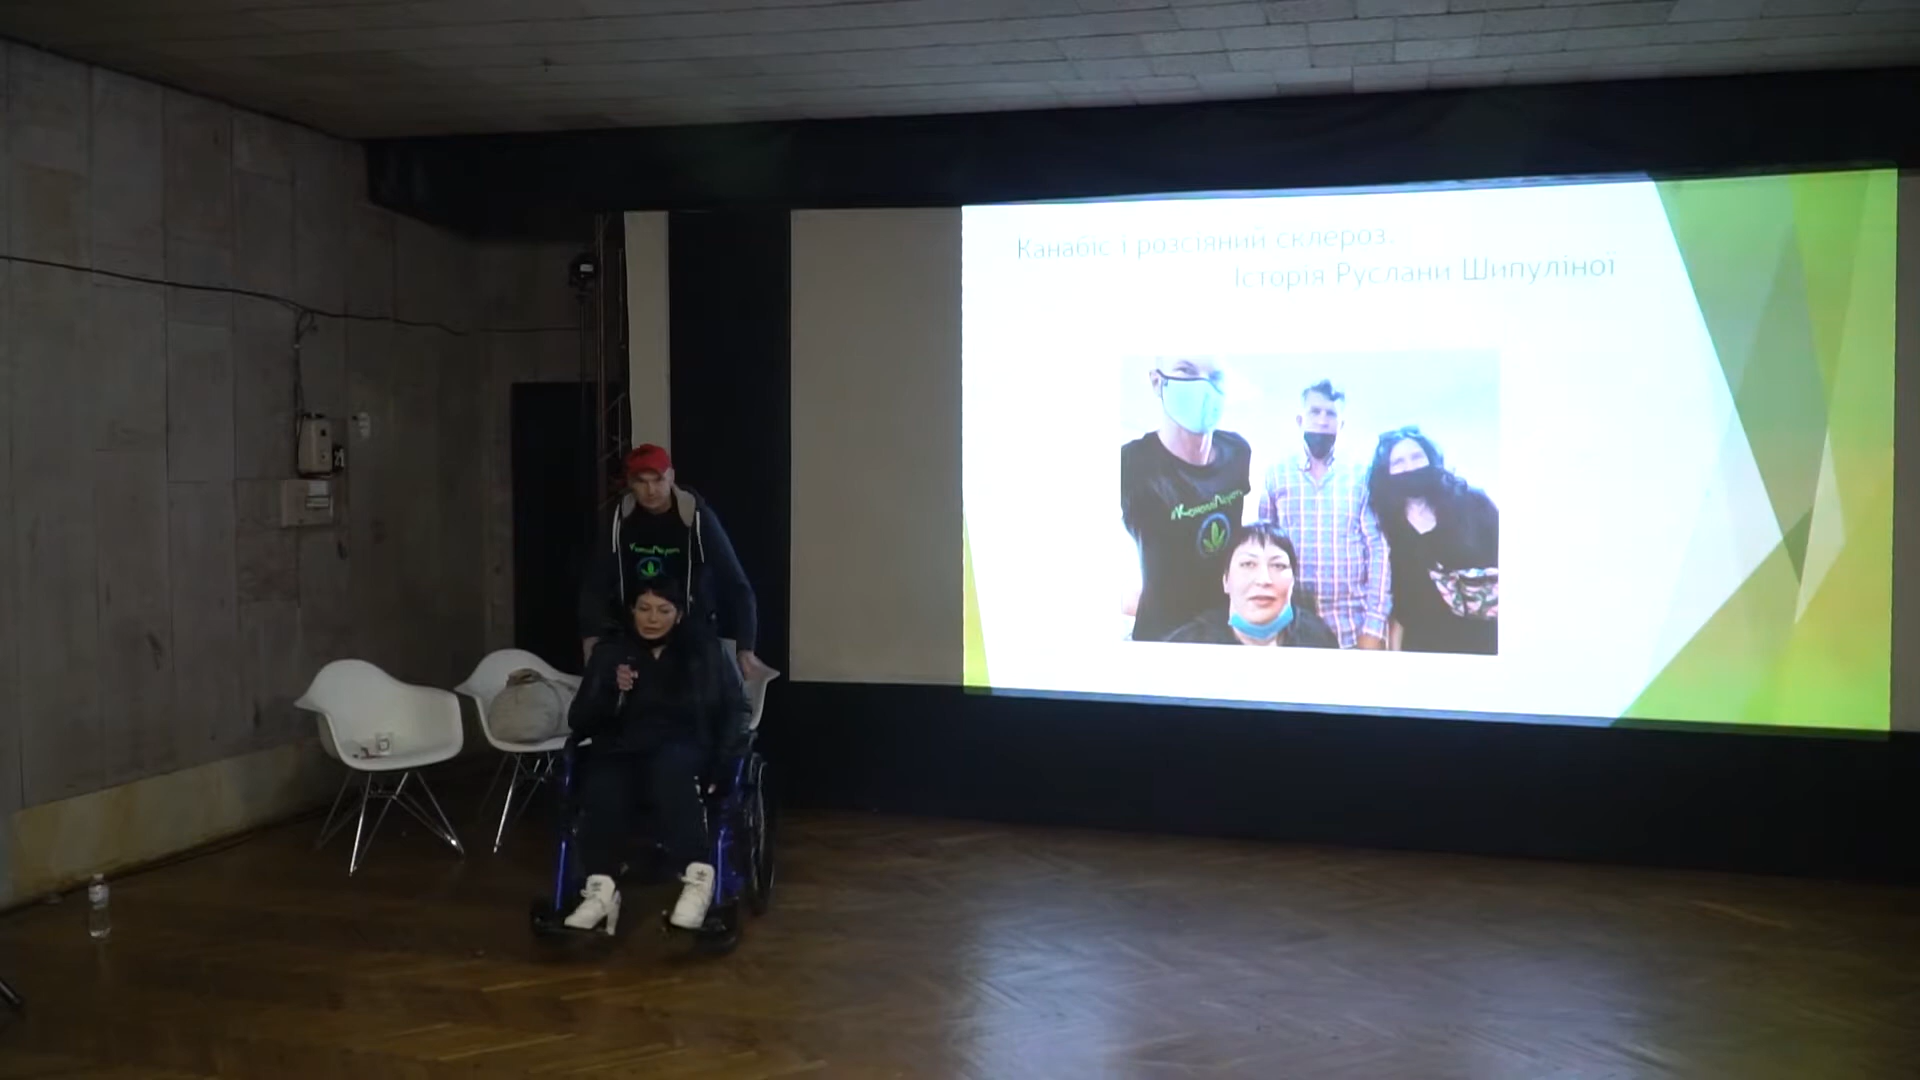 Канабіс і розсіяний склероз.
Історія Руслани Шипуліної